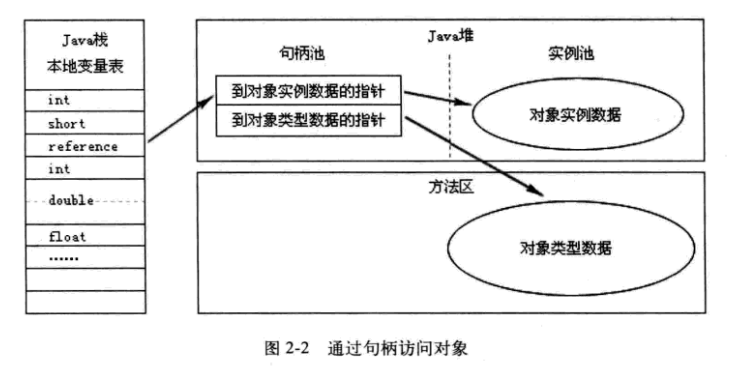 Java栈
本地变量表
int
short
reference
int
double
float
……
Java堆
句柄池
实例池
到对象实例数据的指针
到对象类型数据的指针
对象实例数据
方法区
对象类型数据
图 2-2 通过句柄访问对象